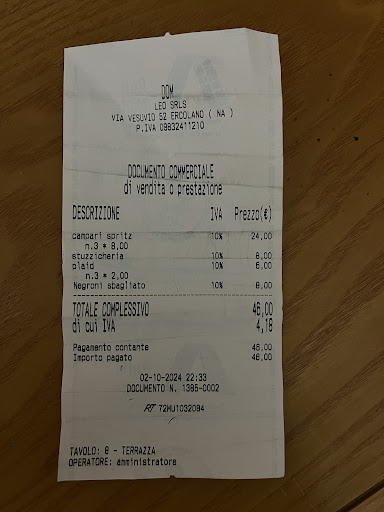 DOM
LEO SRLS
VIA VESUVIO 52 ERCOLANO ( NA )
P.IVA 09832411210
DOCUMENTO COMMERCIALE
di vendita o prestazione
DESCRIZIONE IVA Prezzo(€)
campari spritz 10% 24,00
n.3 * 8,00
stuzzicheria 10% 8,00
plaid 10% 6,00
n.3 * 2,00
Negroni sbagliato 10% 8,00
TOTALE COMPLESSIVO 46,00
di cui IVA 4,18
Pagamento contante 46,00
Importo pagato 46,00
02-10-2024 22:33
DOCUMENTO N. 1385-0002
RT 72MU1032084
TAVOLO: 8 - TERRAZZA
OPERATORE: amministratore